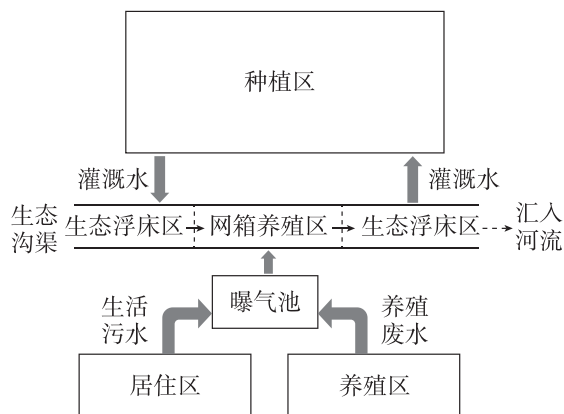 种植区
灌溉水
灌溉水
生态
沟渠
生态浮床区
网箱养殖区
生态浮床区
汇入
河流
生活
污水
曝气池
养殖
废水
居住区
养殖区